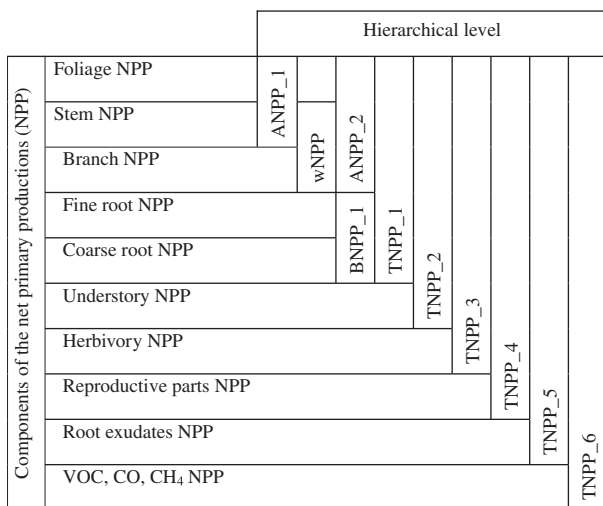 Hierarchical level
Components of the net primary productions (NPP)
Foliage NPP
Stem NPP
Branch NPP
Fine root NPP
Coarse root NPP
Understory NPP
Herbivory NPP
Reproductive parts NPP
Root exudates NPP
VOC, CO, CH₄ NPP
ANPP_1
wNPP
ANPP_2
BNPP_1
TNPP_1
TNPP_2
TNPP_3
TNPP_4
TNPP_5
TNPP_6